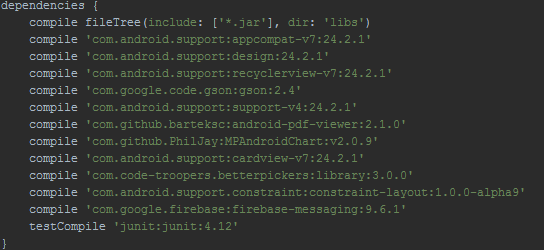 dependencies {
    compile fileTree(include: ['*.jar'], dir: 'libs')
    compile 'com.android.support:appcompat-v7:24.2.1'
    compile 'com.android.support:design:24.2.1'
    compile 'com.android.support:recyclerview-v7:24.2.1'
    compile 'com.google.code.gson:gson:2.4'
    compile 'com.android.support:support-v4:24.2.1'
    compile 'com.github.barteksc:android-pdf-viewer:2.1.0'
    compile 'com.github.PhilJay:MPAndroidChart:v2.0.9'
    compile 'com.android.support:cardview-v7:24.2.1'
    compile 'com.code-troopers.betterpickers:library:3.0.0'
    compile 'com.android.support.constraint:constraint-layout:1.0.0-alpha9'
    compile 'com.google.firebase:firebase-messaging:9.6.1'
    testCompile 'junit:junit:4.12'
}